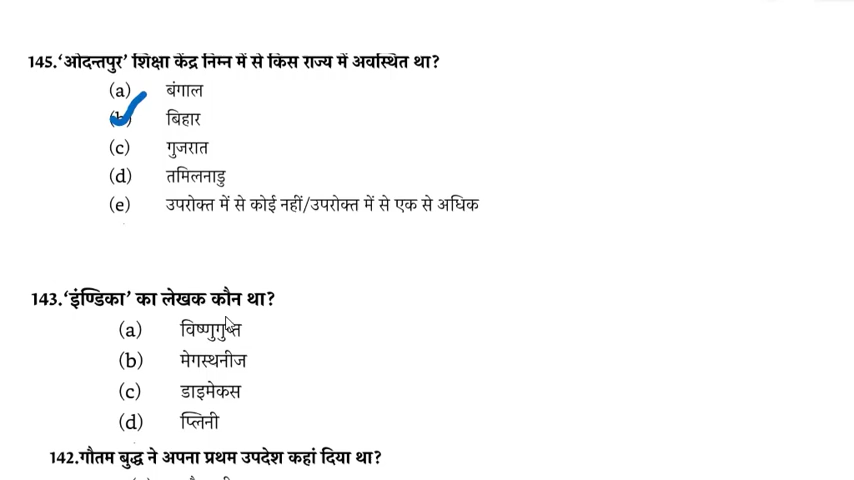 145.‘ओदन्तपुर’ शिक्षा केंद्र निम्न में से किस राज्य में अवस्थित था?
(a) बंगाल
(b) बिहार
(c) गुजरात
(d) तमिलनाडु
(e) उपरोक्त में से कोई नहीं/उपरोक्त में से एक से अधिक
143.‘इंण्डिका’ का लेखक कौन था?
(a) विष्णुगुप्त
(b) मेगस्थनीज
(c) डाइमेकस
(d) प्लिनी
142.गौतम बुद्ध ने अपना प्रथम उपदेश कहां दिया था?